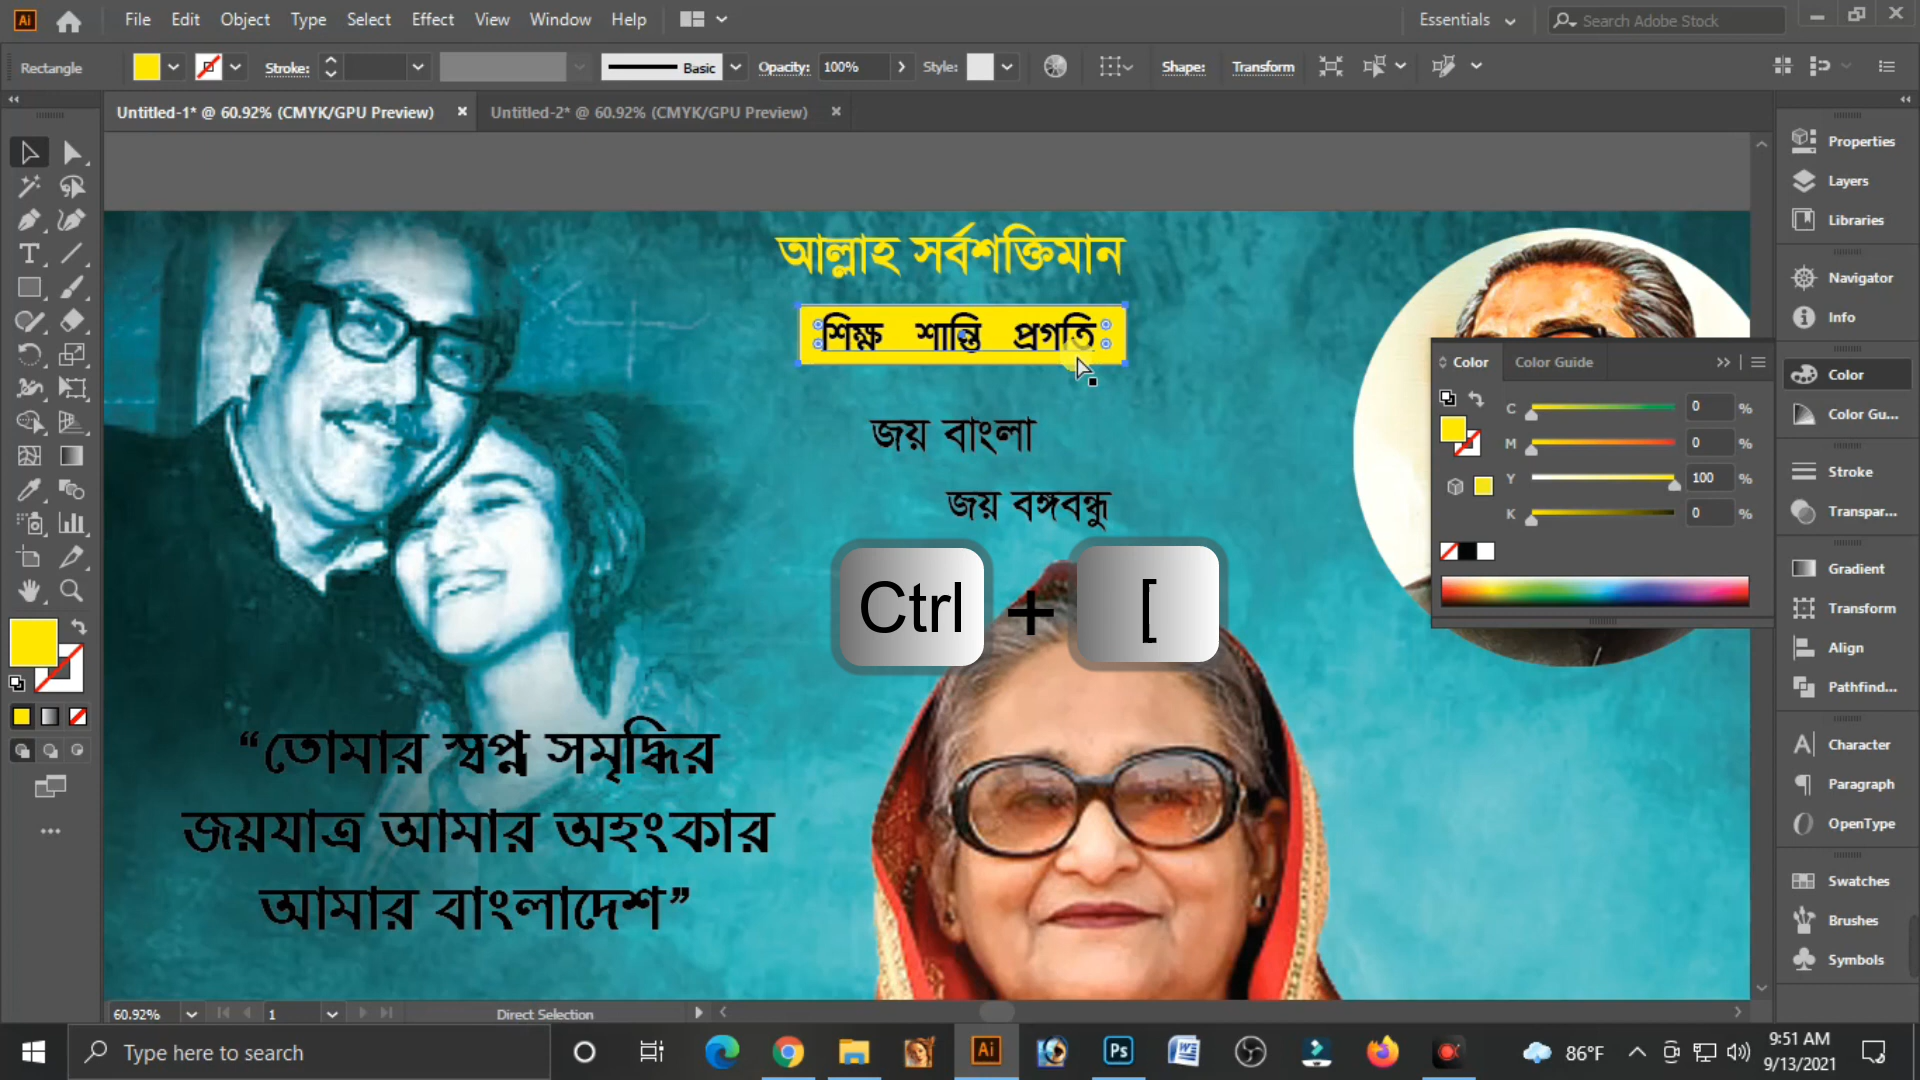 File Edit Object Type Select Effect View Window Help
Essentials
Search Adobe Stock
Rectangle
Stroke:
Basic
Opacity: 100%
Style:
Shape:
Transform
Untitled-1* @ 60.92% (CMYK/GPU Preview)
Untitled-2* @ 60.92% (CMYK/GPU Preview)
আল্লাহ সর্বশক্তিমান
শিক্ষ শান্তি প্রগতি
জয় বাংলা
জয় বঙ্গবন্ধু
Ctrl + [
“তোমার স্বপ্ন সমৃদ্ধির
জয়যাত্র আমার অহংকার
আমার বাংলাদেশ”
Color Color Guide
C 0 %
M 0 %
Y 100 %
K 0 %
Properties
Layers
Libraries
Navigator
Info
Color
Color Gu...
Stroke
Transpar...
Gradient
Transform
Align
Pathfind...
Character
Paragraph
OpenType
Swatches
Brushes
Symbols
60.92%
1
Direct Selection
Type here to search
86°F
9:51 AM
9/13/2021